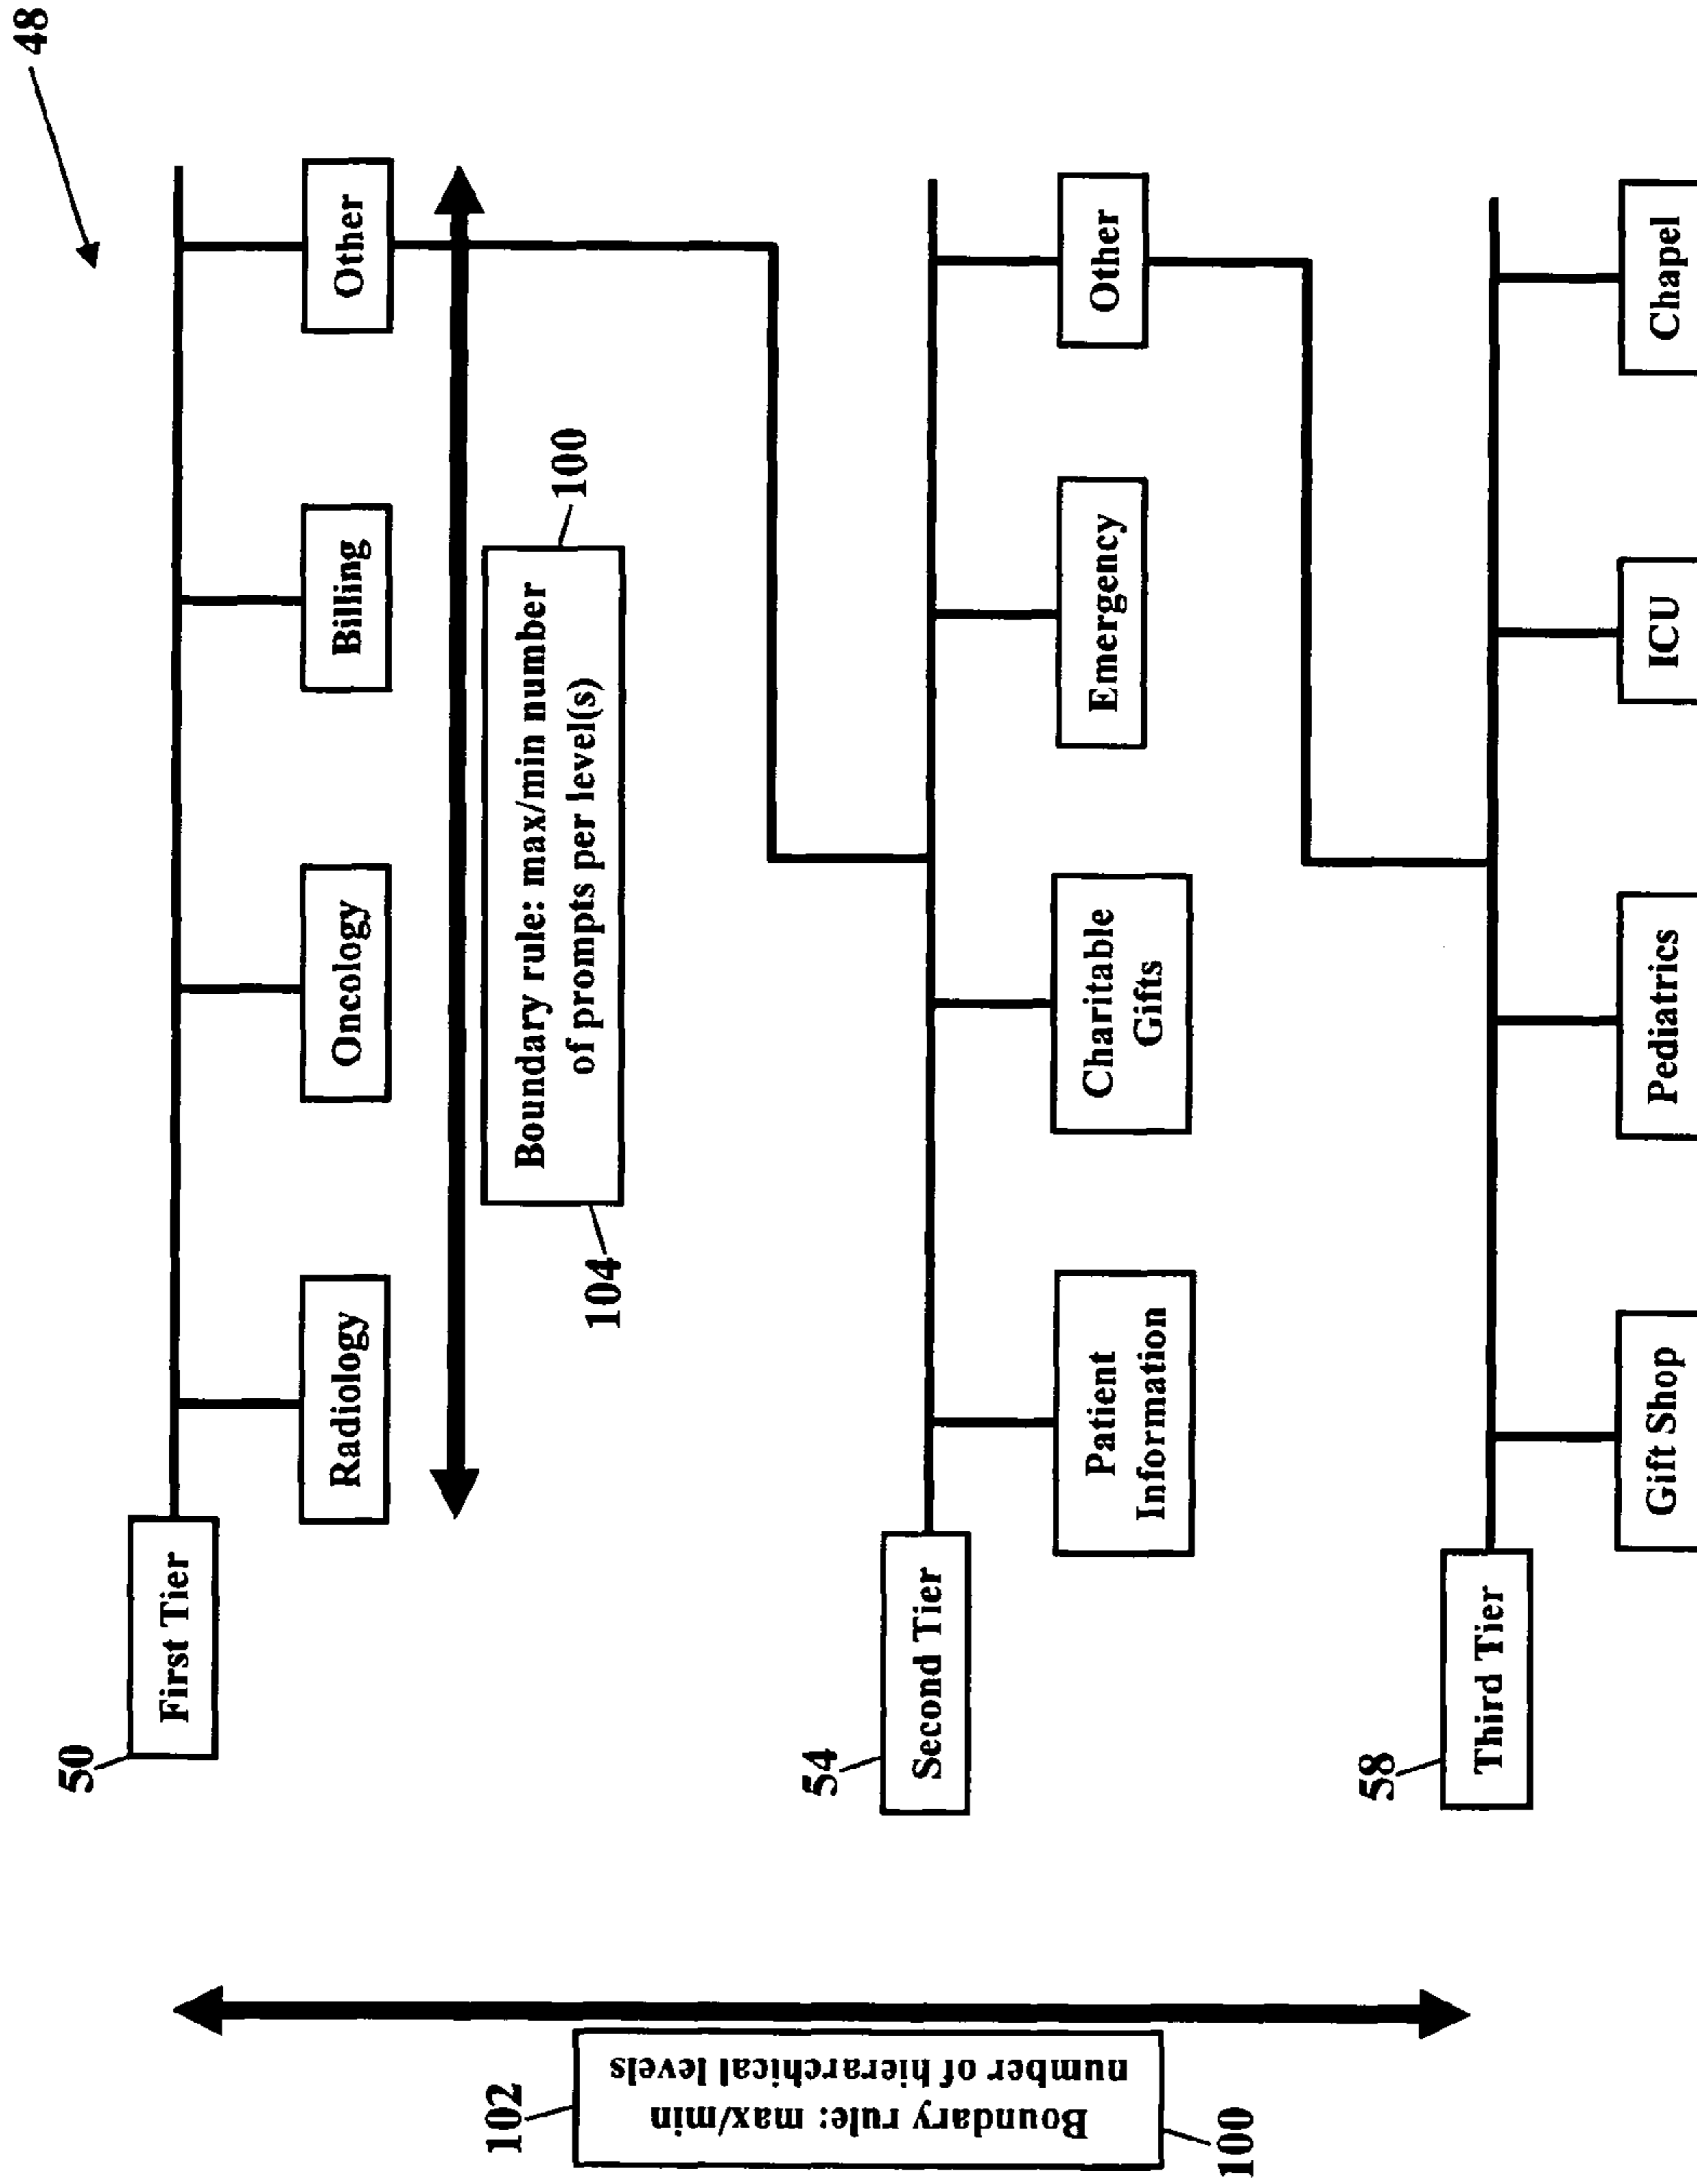 48
50
First Tier
Radiology
Oncology
Billing
Other
Boundary rule: max/min number
of prompts per level(s)
104
100
54
Second Tier
Patient
Information
Charitable
Gifts
Emergency
Other
58
Third Tier
Gift Shop
Pediatrics
ICU
Chapel
102
Boundary rule: max/min
number of hierarchical levels
100